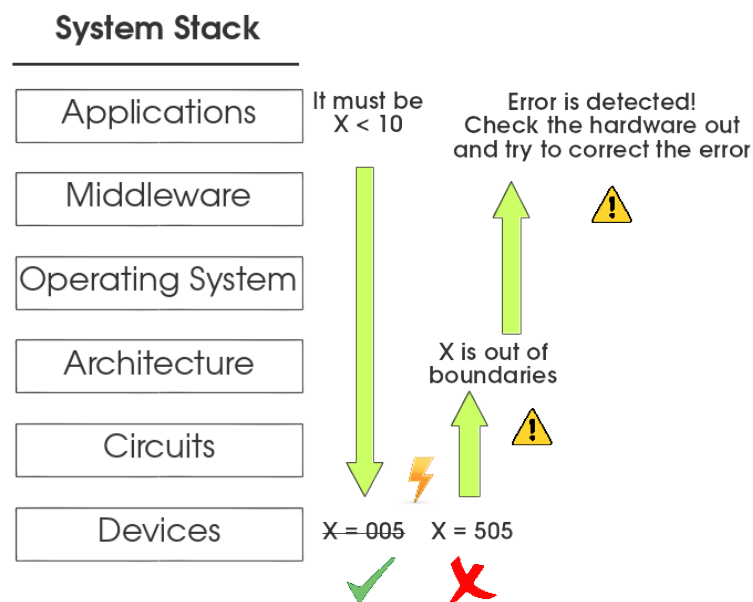 System Stack
Applications
Middleware
Operating System
Architecture
Circuits
Devices
It must be
X < 10
X = 005
X = 505
X is out of
boundaries
Error is detected!
Check the hardware out
and try to correct the error